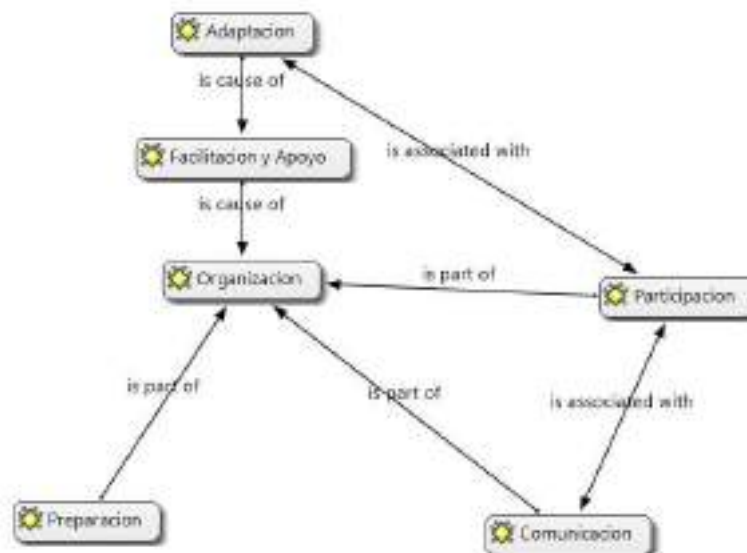 Adaptacion
is cause of
Facilitacion y Apoyo
is associated with
is cause of
Organizacion
is part of
Participacion
is part of
is part of
is associated with
Preparacion
Comunicacion